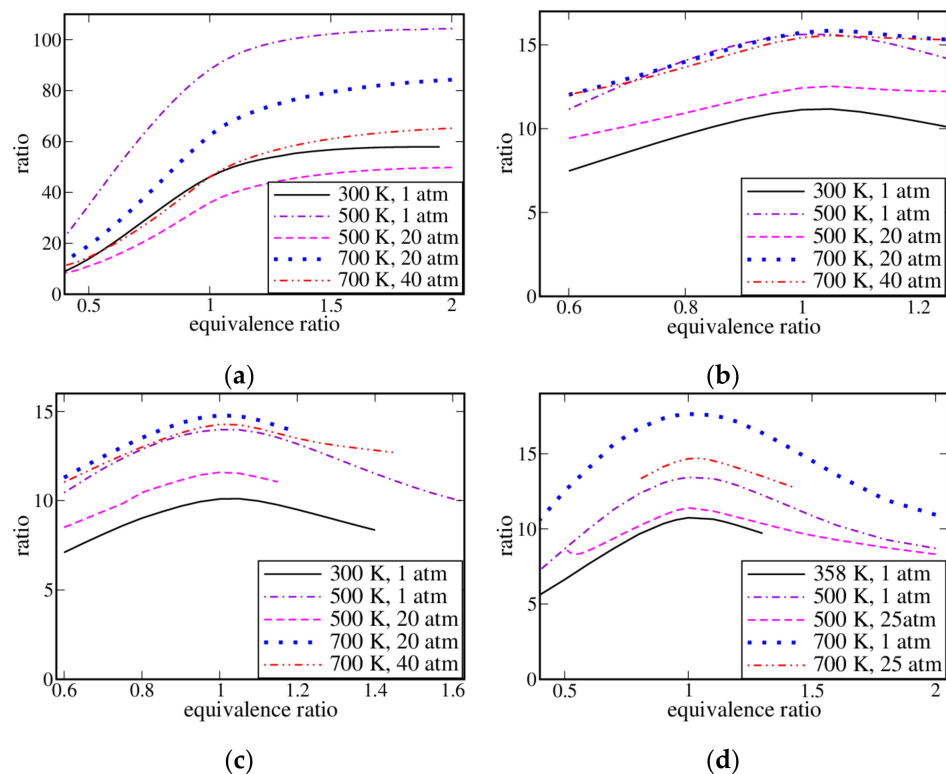 100
80
60
40
20
0
ratio
300 K, 1 atm
500 K, 1 atm
500 K, 20 atm
700 K, 20 atm
700 K, 40 atm
0.5
1
1.5
2
equivalence ratio
(a)
15
10
5
0
ratio
300 K, 1 atm
500 K, 1 atm
500 K, 20 atm
700 K, 20 atm
700 K, 40 atm
0.6
0.8
1
1.2
equivalence ratio
(b)
15
10
5
0
ratio
300 K, 1 atm
500 K, 1 atm
500 K, 20 atm
700 K, 20 atm
700 K, 40 atm
0.6
0.8
1
1.2
1.4
1.6
equivalence ratio
(c)
15
10
5
0
ratio
358 K, 1 atm
500 K, 1 atm
500 K, 25atm
700 K, 1 atm
700 K, 25 atm
0.5
1
1.5
2
equivalence ratio
(d)